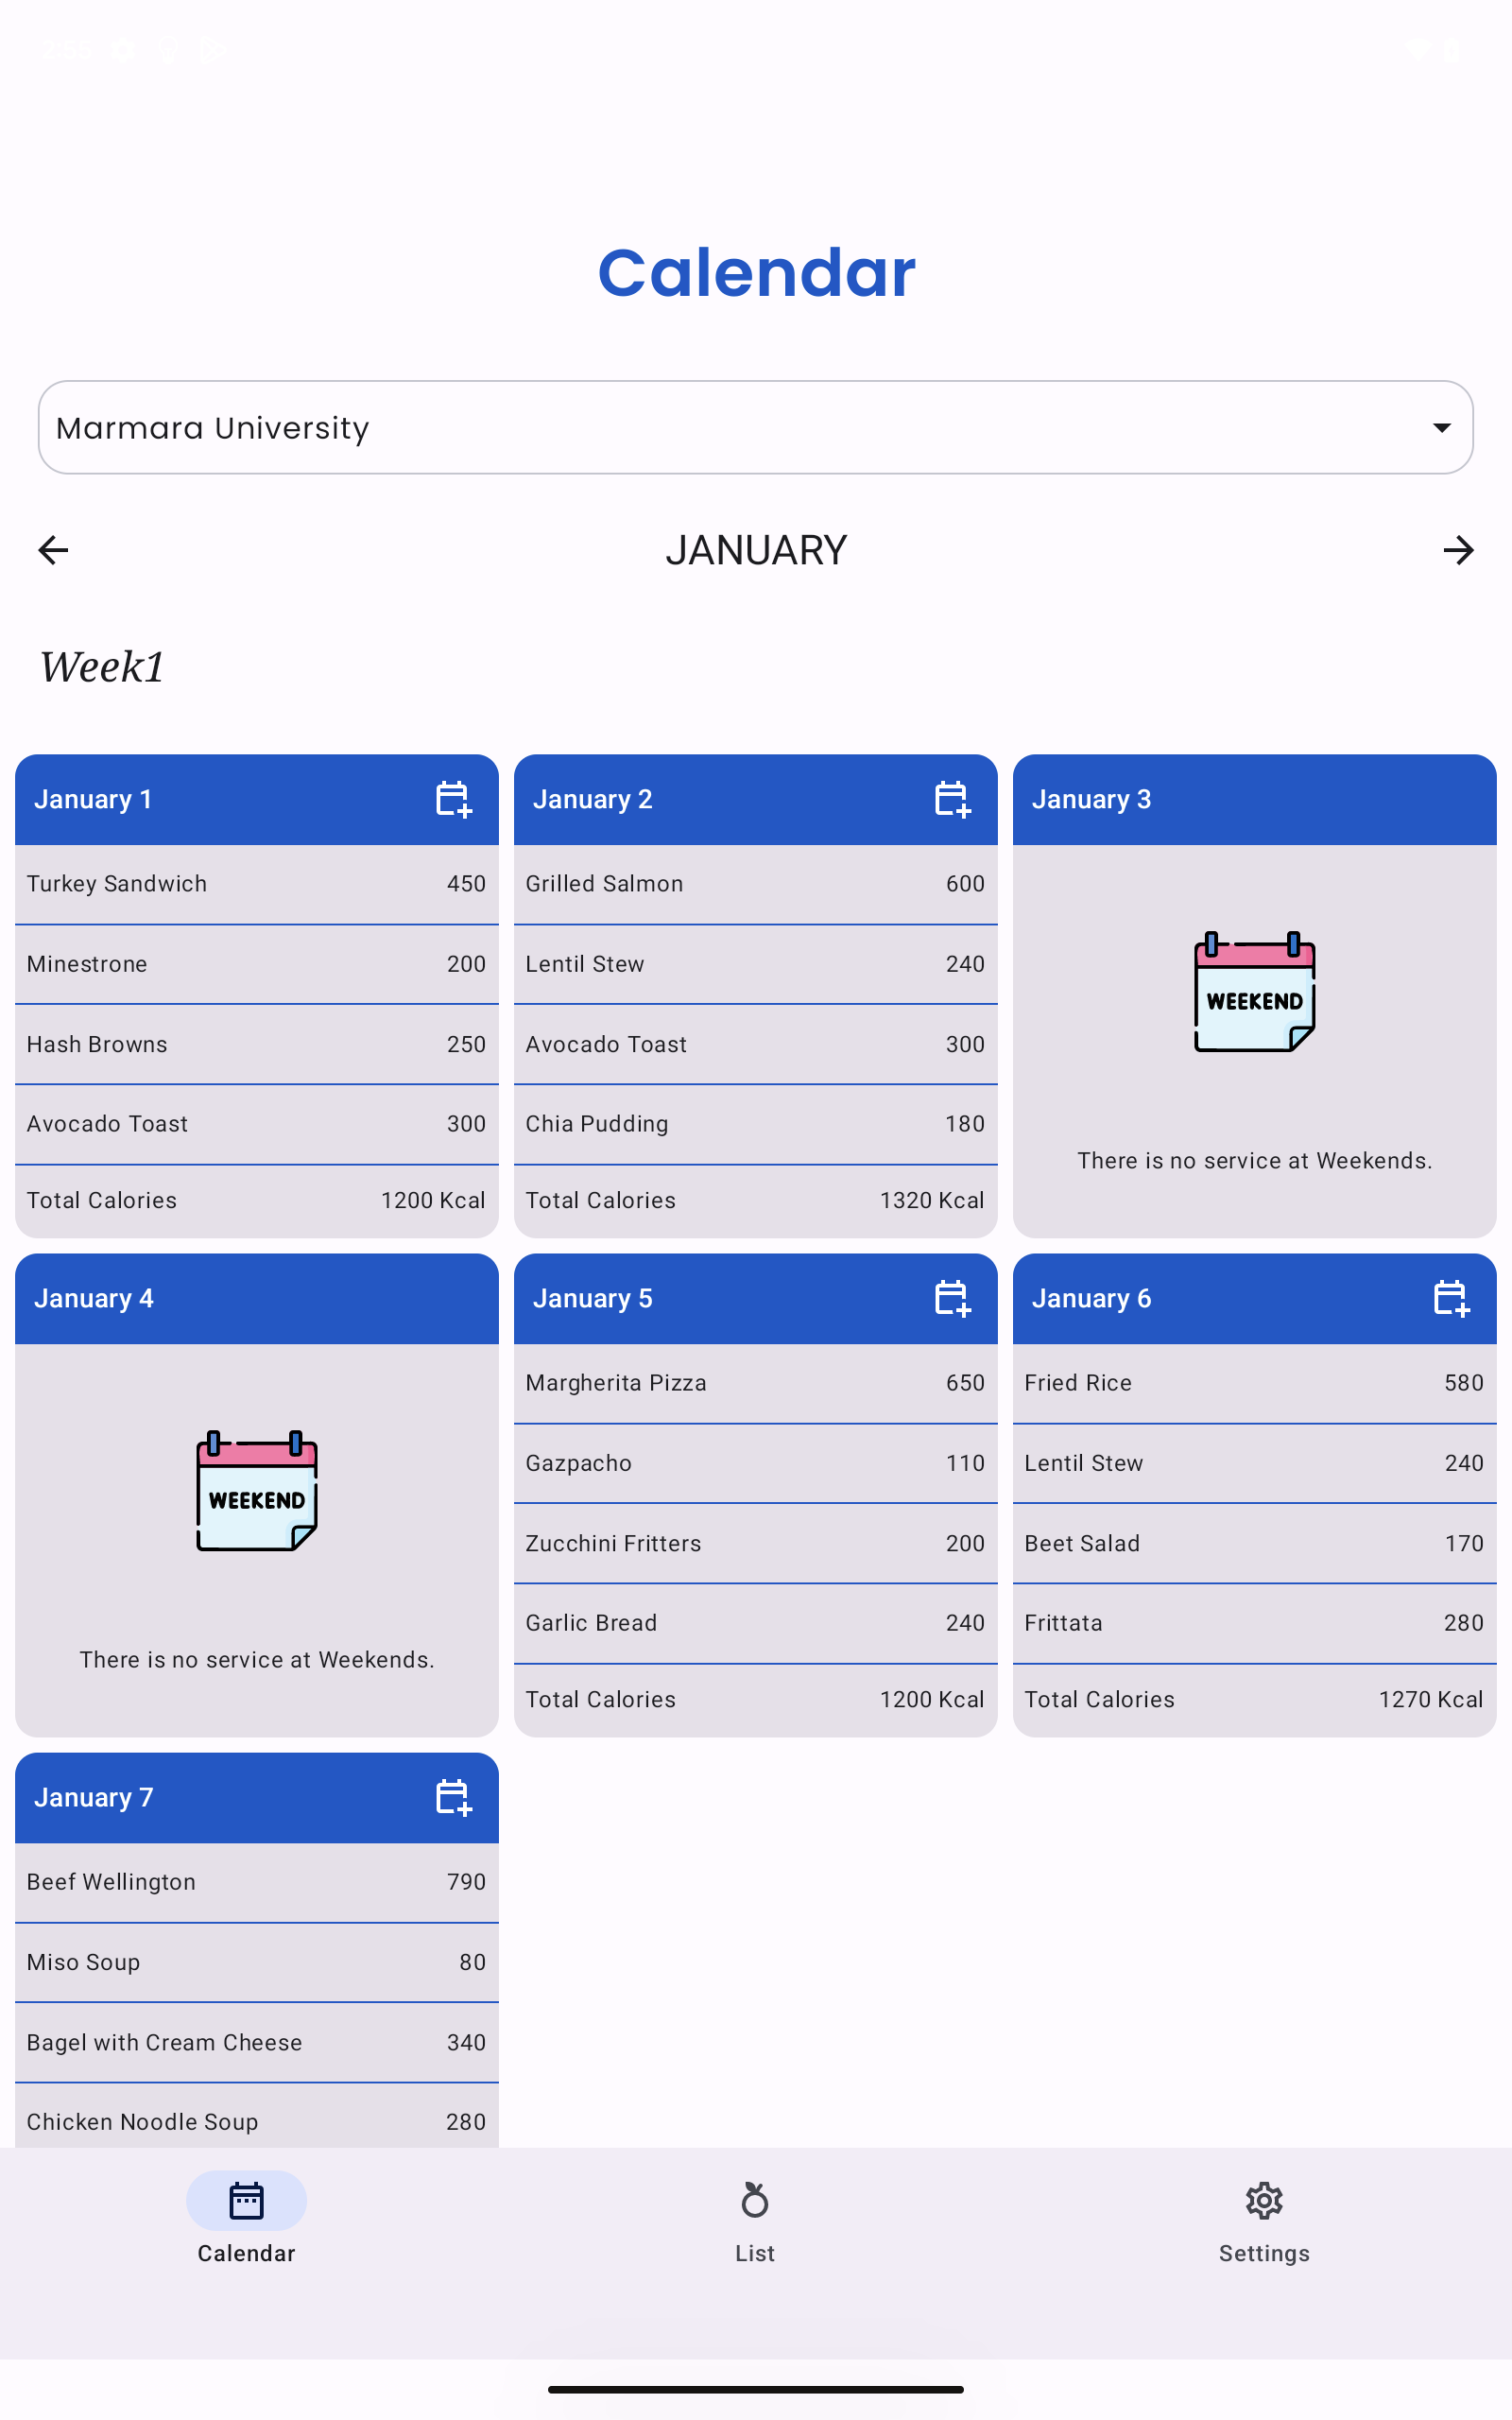 Calendar
Marmara University
JANUARY
Week1
January 1
Turkey Sandwich 450
Minestrone 200
Hash Browns 250
Avocado Toast 300
Total Calories 1200 Kcal
January 2
Grilled Salmon 600
Lentil Stew 240
Avocado Toast 300
Chia Pudding 180
Total Calories 1320 Kcal
January 3
WEEKEND
There is no service at Weekends.
January 4
WEEKEND
There is no service at Weekends.
January 5
Margherita Pizza 650
Gazpacho 110
Zucchini Fritters 200
Garlic Bread 240
Total Calories 1200 Kcal
January 6
Fried Rice 580
Lentil Stew 240
Beet Salad 170
Frittata 280
Total Calories 1270 Kcal
January 7
Beef Wellington 790
Miso Soup 80
Bagel with Cream Cheese 340
Chicken Noodle Soup 280
Calendar
List
Settings